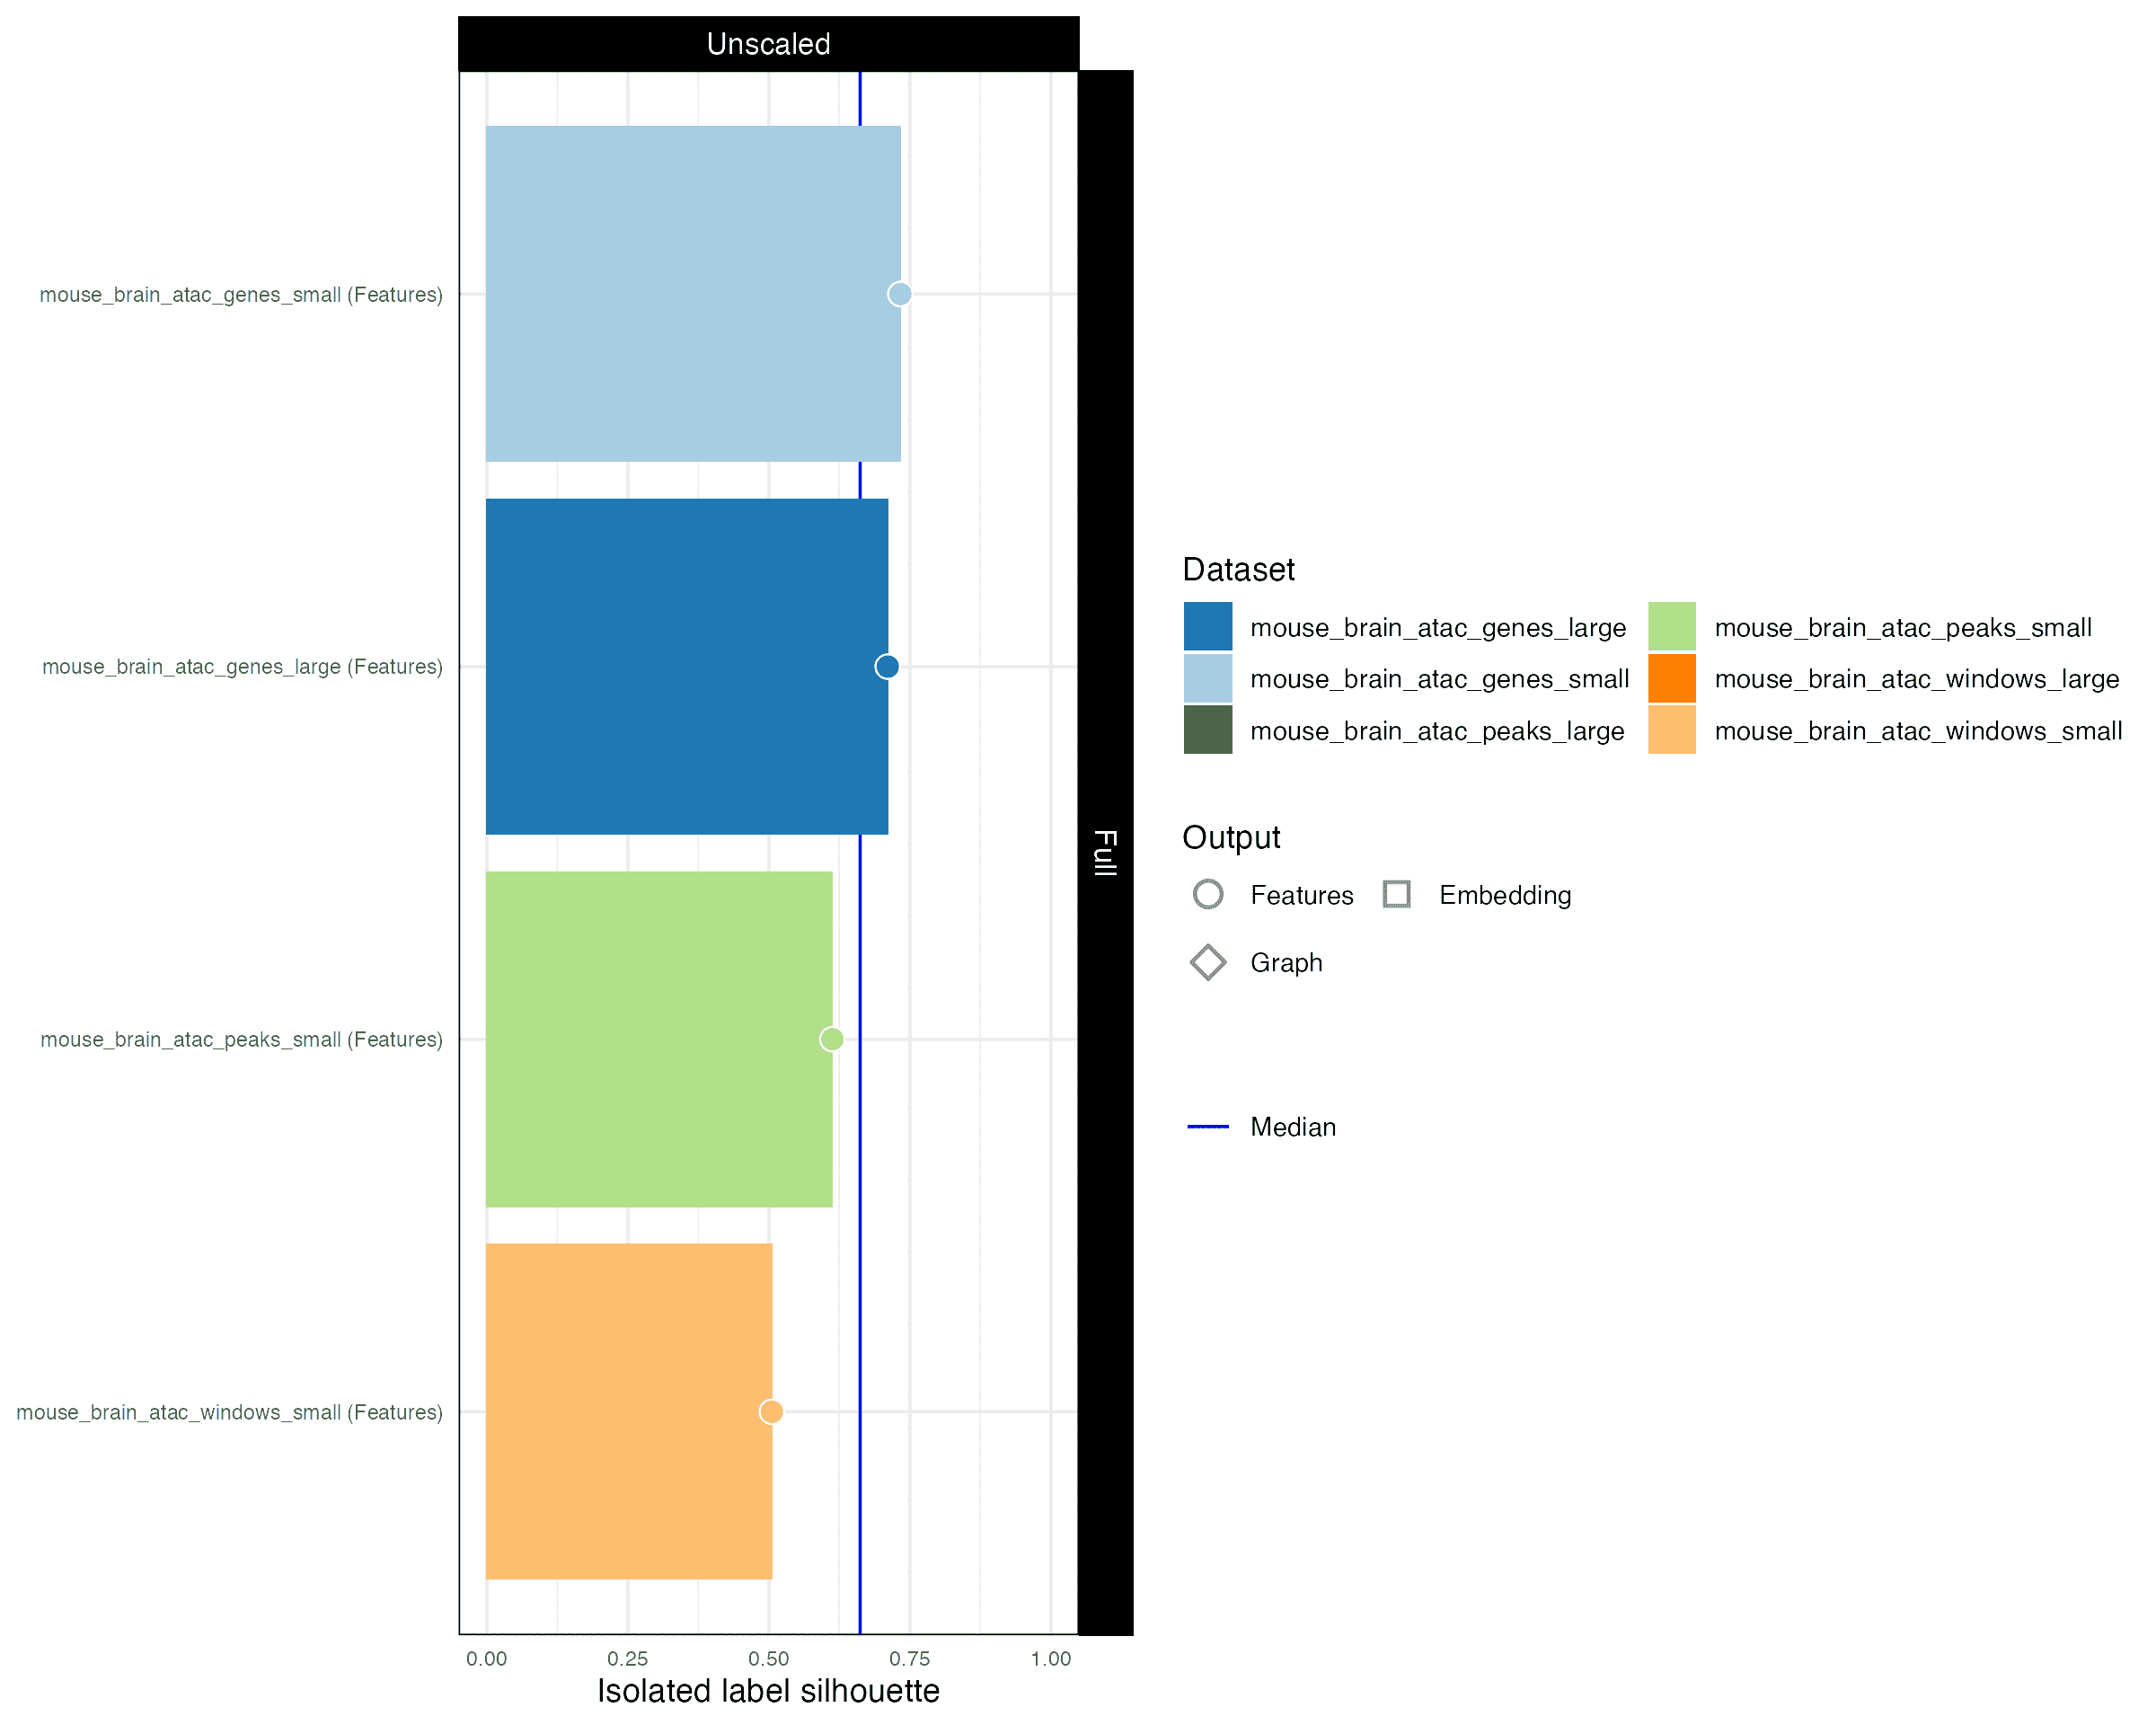 Unscaled
mouse_brain_atac_genes_small (Features)
mouse_brain_atac_genes_large (Features)
mouse_brain_atac_peaks_small (Features)
mouse_brain_atac_windows_small (Features)
0.00 0.25 0.50 0.75 1.00
Isolated label silhouette
Full
Dataset
mouse_brain_atac_genes_large mouse_brain_atac_peaks_small
mouse_brain_atac_genes_small mouse_brain_atac_windows_large
mouse_brain_atac_peaks_large mouse_brain_atac_windows_small
Output
Features Embedding
Graph
Median